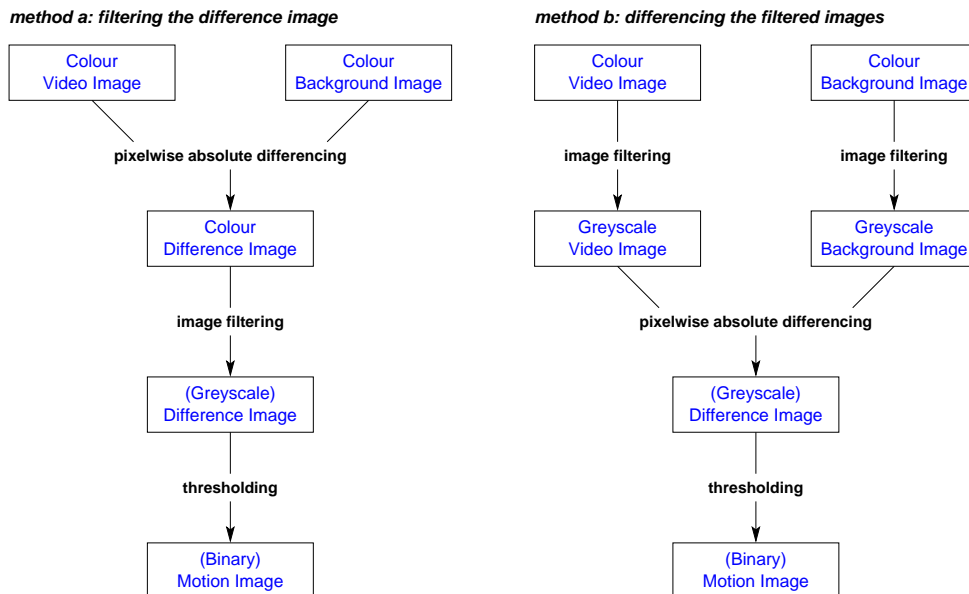 method a: filtering the difference image
Colour
Video Image
Colour
Background Image
pixelwise absolute differencing
Colour
Difference Image
image filtering
(Greyscale)
Difference Image
thresholding
(Binary)
Motion Image
method b: differencing the filtered images
Colour
Video Image
Colour
Background Image
image filtering
image filtering
Greyscale
Video Image
Greyscale
Background Image
pixelwise absolute differencing
(Greyscale)
Difference Image
thresholding
(Binary)
Motion Image